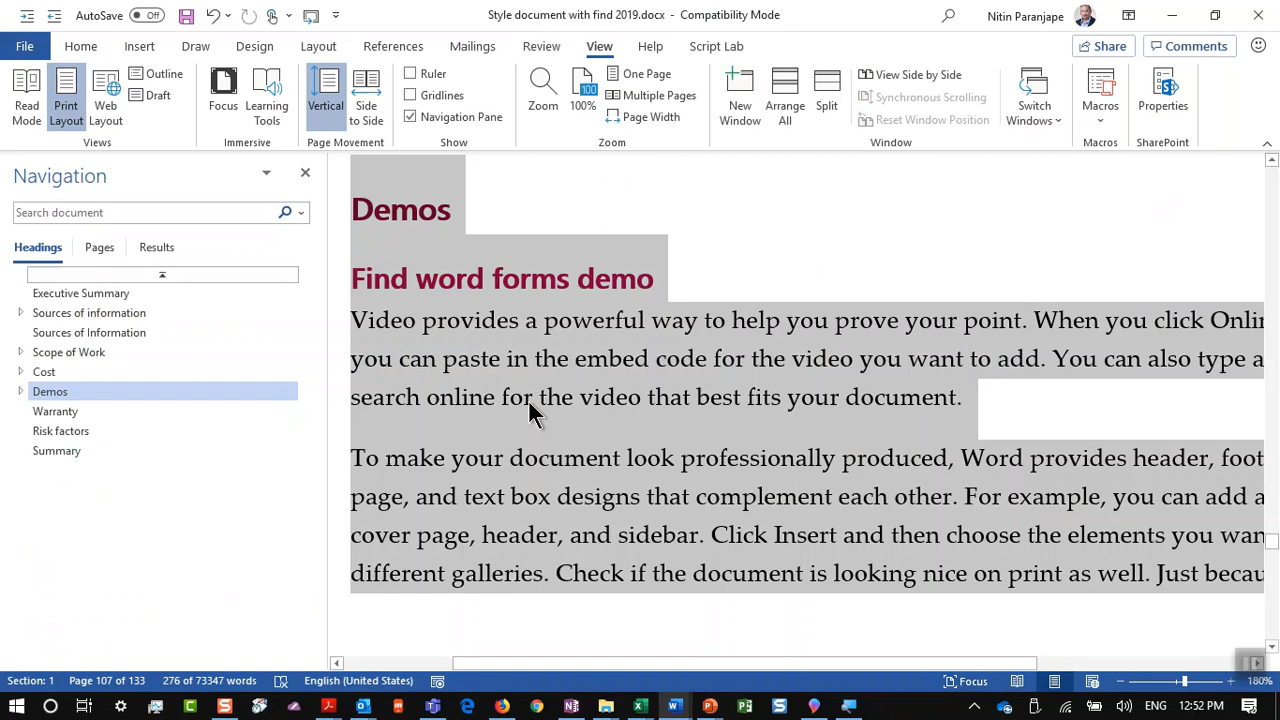 AutoSave Off
Style document with find 2019.docx - Compatibility Mode
Nitin Paranjape
File Home Insert Draw Design Layout References Mailings Review View Help Script Lab
Share Comments
Read Mode
Print Layout
Web Layout
Outline
Draft
Views
Focus
Learning Tools
Immersive
Vertical
Side to Side
Page Movement
Ruler
Gridlines
Navigation Pane
Show
Zoom
100
100%
One Page
Multiple Pages
Page Width
Zoom
New Window
Arrange All
Split
View Side by Side
Synchronous Scrolling
Reset Window Position
Switch Windows
Window
Macros
Macros
Properties
SharePoint
Navigation
Search document
Headings Pages Results
Executive Summary
Sources of information
Sources of Information
Scope of Work
Cost
Demos
Warranty
Risk factors
Summary
Demos
Find word forms demo
Video provides a powerful way to help you prove your point. When you click Onlin
you can paste in the embed code for the video you want to add. You can also type a
search online for the video that best fits your document.
To make your document look professionally produced, Word provides header, foot
page, and text box designs that complement each other. For example, you can add a
cover page, header, and sidebar. Click Insert and then choose the elements you wan
different galleries. Check if the document is looking nice on print as well. Just becau
Section: 1 Page 107 of 133 276 of 73347 words English (United States)
Focus
180%
ENG 12:52 PM